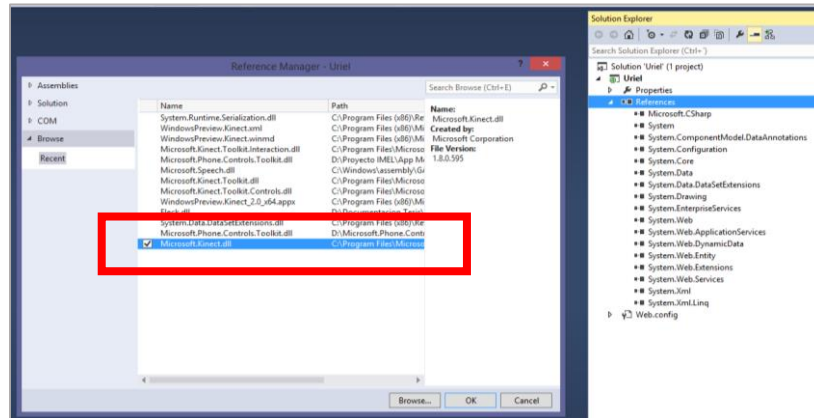 Reference Manager - Uriel
? ×
Assemblies
Solution
COM
Browse
Recent
Search Browse (Ctrl+E)
Name Path
System.Runtime.Serialization.dll C:\Program Files (x86)\Re
WindowsPreview.Kinect.xml C:\Program Files (x86)\Mi
WindowsPreview.Kinect.winmd C:\Program Files (x86)\Mi
Microsoft.Kinect.Toolkit.Interaction.dll C:\Program Files\Microso
Microsoft.Phone.Controls.Toolkit.dll D:\Proyecto IMEL\App M
Microsoft.Speech.dll C:\Windows\assembly\G
Microsoft.Kinect.Toolkit.dll C:\Program Files\Microso
Microsoft.Kinect.Toolkit.Controls.dll C:\Program Files\Microso
WindowsPreview.Kinect_2.0_x64.appx C:\Program Files (x86)\Mi
System.Data.DataSetExtensions.dll C:\Program Files (x86)\Re
Microsoft.Phone.Controls.Toolkit.dll D:\Microsoft.Phone.Cont
Microsoft.Kinect.dll C:\Program Files\Microso
Name:
Microsoft.Kinect.dll
Created by:
Microsoft Corporation
File Version:
1.8.0.595
Browse... OK Cancel
Solution Explorer
Search Solution Explorer (Ctrl+´)
Solution 'Uriel' (1 project)
Uriel
Properties
References
Microsoft.CSharp
System
System.ComponentModel.DataAnnotations
System.Configuration
System.Core
System.Data
System.Data.DataSetExtensions
System.Drawing
System.EnterpriseServices
System.Web
System.Web.ApplicationServices
System.Web.DynamicData
System.Web.Entity
System.Web.Extensions
System.Web.Services
System.Xml
System.Xml.Linq
Web.config